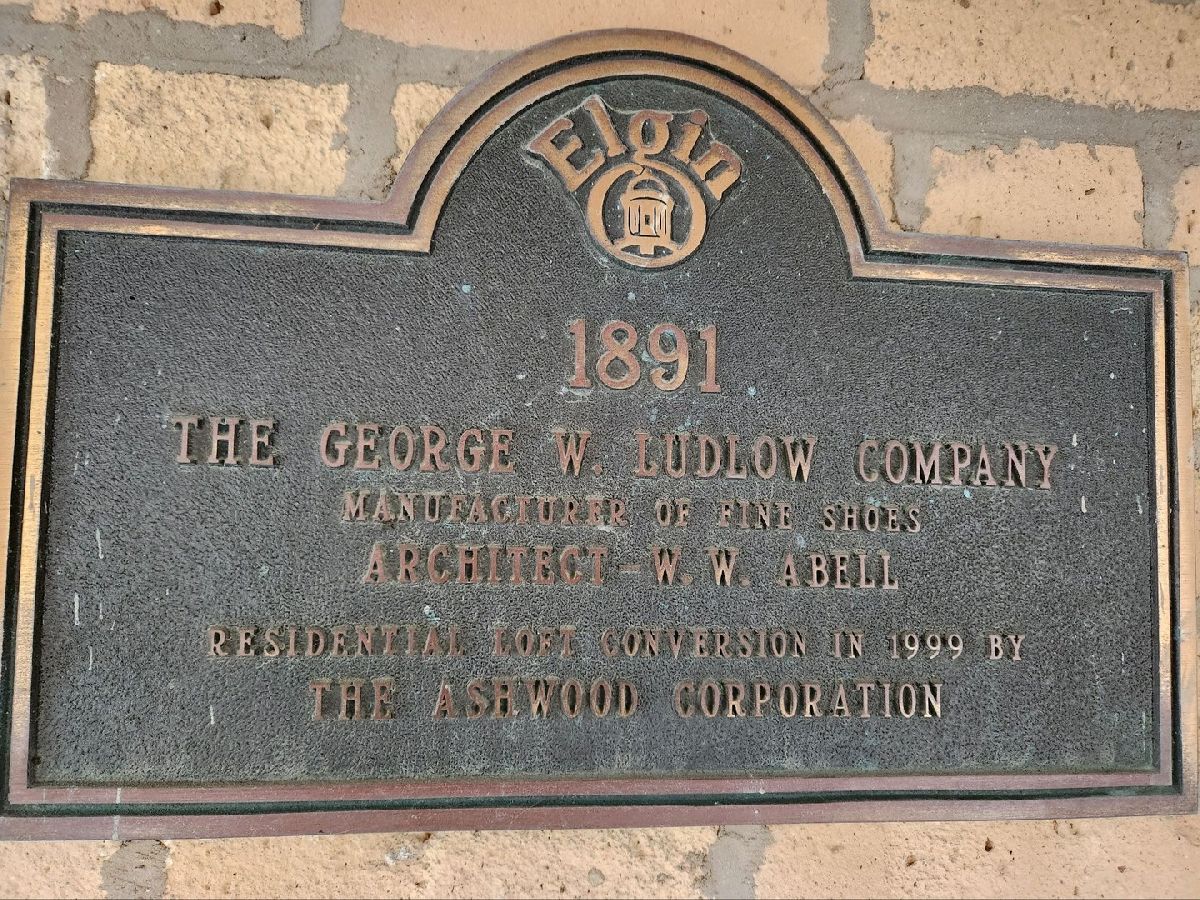 Elgin
1891
THE GEORGE W. LUDLOW COMPANY
MANUFACTURER OF FINE SHOES
ARCHITECT - W. W. ABELL
RESIDENTIAL LOFT CONVERSION IN 1999 BY
THE ASHWOOD CORPORATION